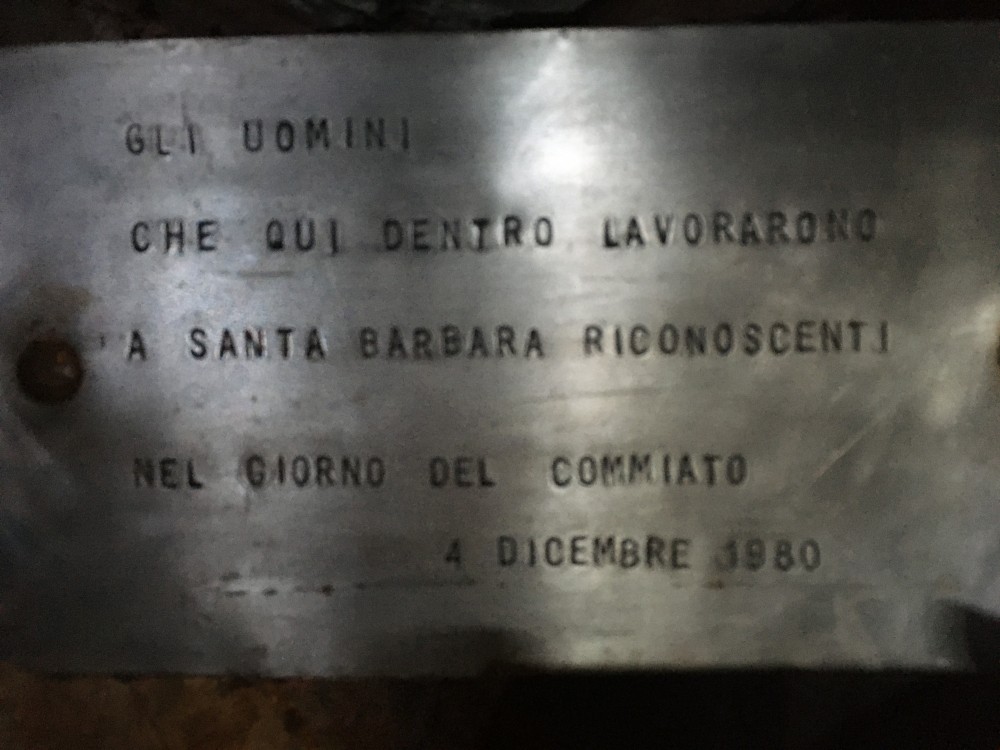 GLI UOMINI
CHE QUI DENTRO LAVORARONO
A SANTA BARBARA RICONOSCENTI
NEL GIORNO DEL COMMIATO
4 DICEMBRE 1980